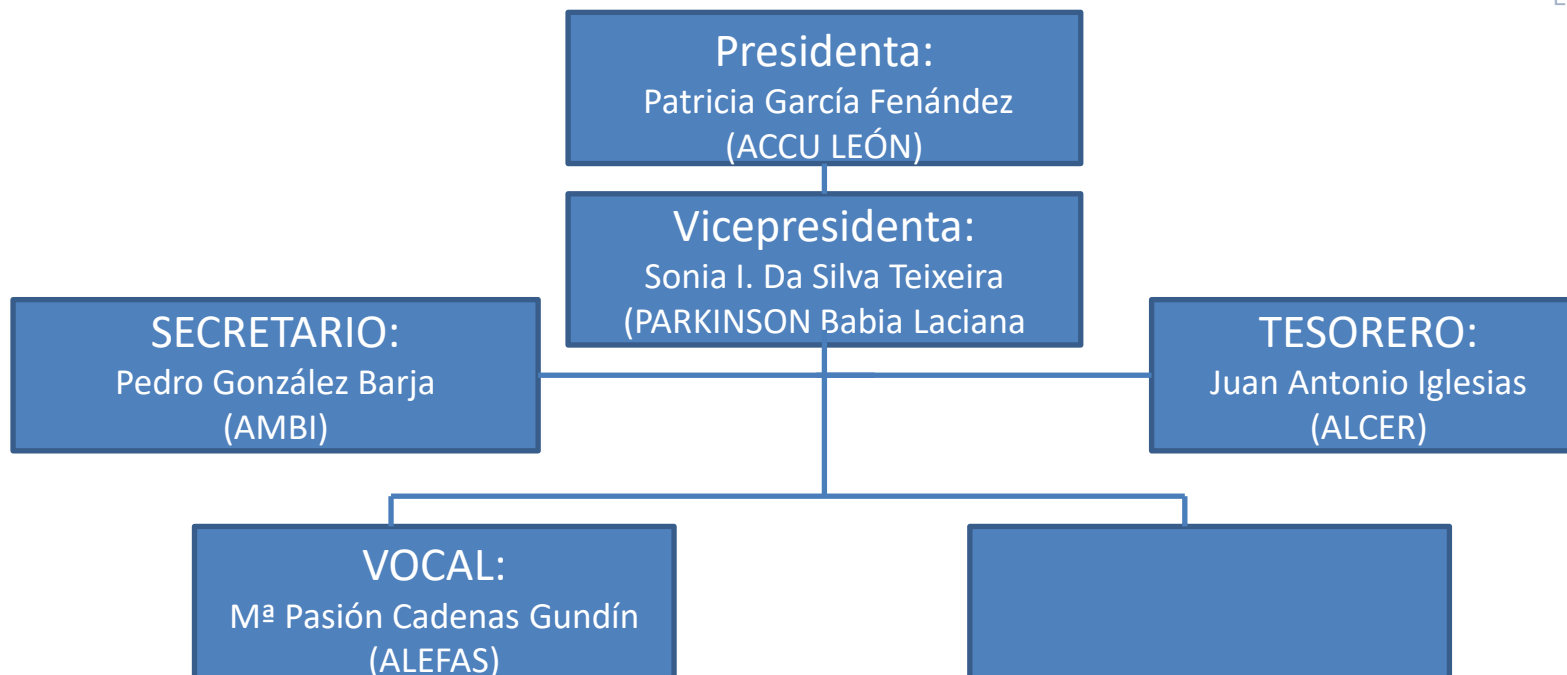 Presidenta:
Patricia García Fenández
(ACCU LEÓN)
Vicepresidenta:
Sonia I. Da Silva Teixeira
(PARKINSON Babia Laciana
SECRETARIO:
Pedro González Barja
(AMBI)
TESORERO:
Juan Antonio Iglesias
(ALCER)
VOCAL:
Mª Pasión Cadenas Gundín
(ALEFAS)